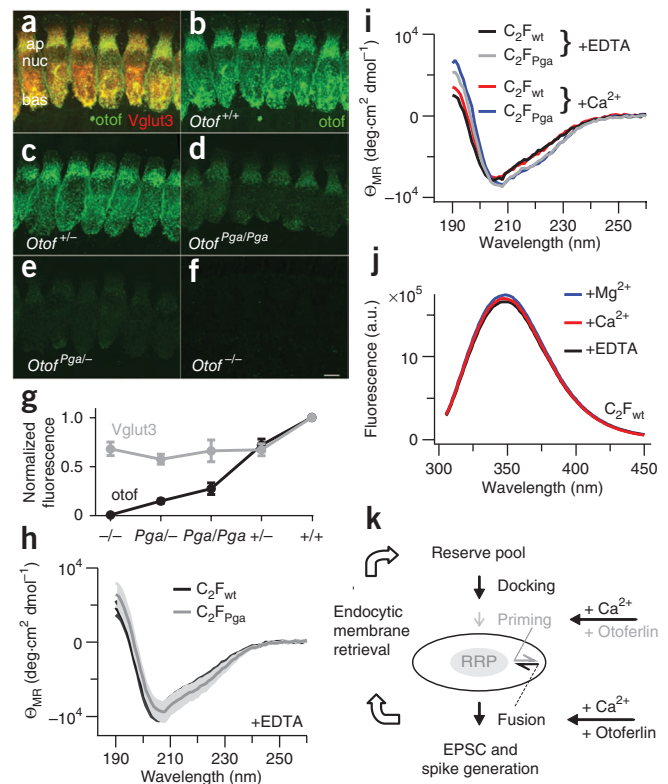 a
ap
nuc
bas
otof Vglut3
b
Otof+/+
otof
c
Otof+/–
d
OtofPga/Pga
e
OtofPga/–
f
Otof–/–
g
Normalized fluorescence
1.0
0.5
0
Vglut3
otof
–/– Pga/– Pga/Pga +/– +/+
h
ΘMR (deg·cm2 dmol–1)
104
0
–104
C2Fwt
C2FPga
+EDTA
190 210 230 250
Wavelength (nm)
i
ΘMR (deg·cm2 dmol–1)
104
0
–104
C2Fwt
C2FPga
} +EDTA
C2Fwt
C2FPga
} +Ca2+
190 210 230 250
Wavelength (nm)
j
Fluorescence (a.u.)
×105
10
0
+Mg2+
+Ca2+
+EDTA
C2Fwt
300 350 400 450
Wavelength (nm)
k
Reserve pool
Docking
Endocytic
membrane
retrieval
Priming
+ Ca2+
+ Otoferlin
RRP
Fusion
+ Ca2+
+ Otoferlin
EPSC and
spike generation